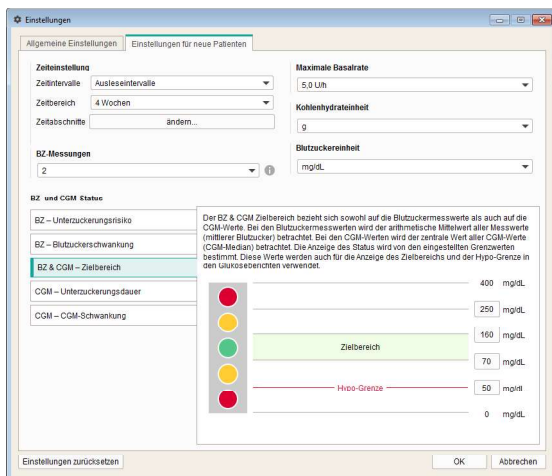 Einstellungen
Allgemeine Einstellungen
Einstellungen für neue Patienten
Zeiteinstellung
Zeitintervalle
Ausleseintervalle
Zeitbereich
4 Wochen
Zeitabschnitte
ändern...
BZ-Messungen
2
Maximale Basalrate
5,0 U/h
Kohlenhydrateinheit
g
Blutzuckereinheit
mg/dL
BZ und CGM Status
BZ – Unterzuckerungsrisiko
BZ – Blutzuckerschwankung
BZ & CGM – Zielbereich
CGM – Unterzuckerungsdauer
CGM – CGM-Schwankung
Der BZ & CGM Zielbereich bezieht sich sowohl auf die Blutzuckermesswerte als auch auf die
CGM-Werte. Bei den Blutzuckermesswerten wird der arithmetische Mittelwert aller Messwerte
(mittlerer Blutzucker) betrachtet. Bei den CGM-Werten wird der zentrale Wert aller CGM-Werte
(CGM-Median) betrachtet. Die Anzeige des Status wird von den eingestellten Grenzwerten
bestimmt. Diese Werte werden auch für die Anzeige des Zielbereichs und der Hypo-Grenze in
den Glukoseberichten verwendet.
400 mg/dL
250 mg/dL
160 mg/dL
Zielbereich
70 mg/dL
Hypo-Grenze
50 mg/dL
0 mg/dL
Einstellungen zurücksetzen
OK
Abbrechen